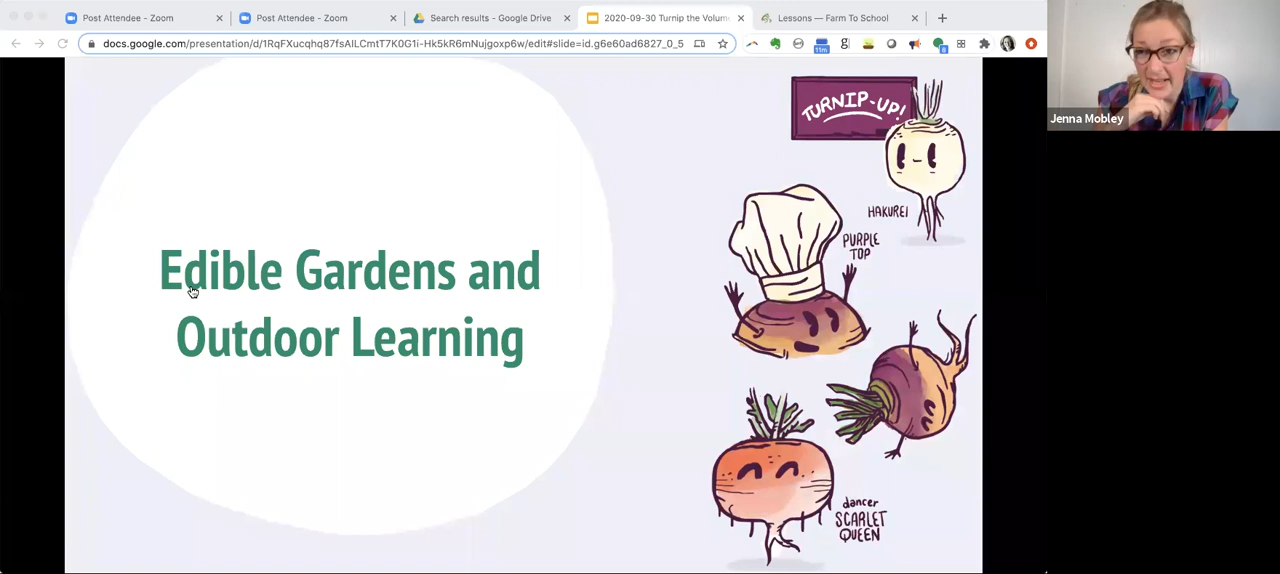 Post Attendee - Zoom
Post Attendee - Zoom
Search results - Google Drive
2020-09-30 Turnip the Volum
Lessons — Farm To School
docs.google.com/presentation/d/1RqFXucqhq87fsAILCmtT7K0G1i-Hk5kR6mNujgoxp6w/edit#slide=id.g6e60ad6827_0_5
11m
8
Jenna Mobley
TURNIP-UP!
HAKUREI
PURPLE
TOP
Edible Gardens and
Outdoor Learning
dancer
SCARLET
QUEEN